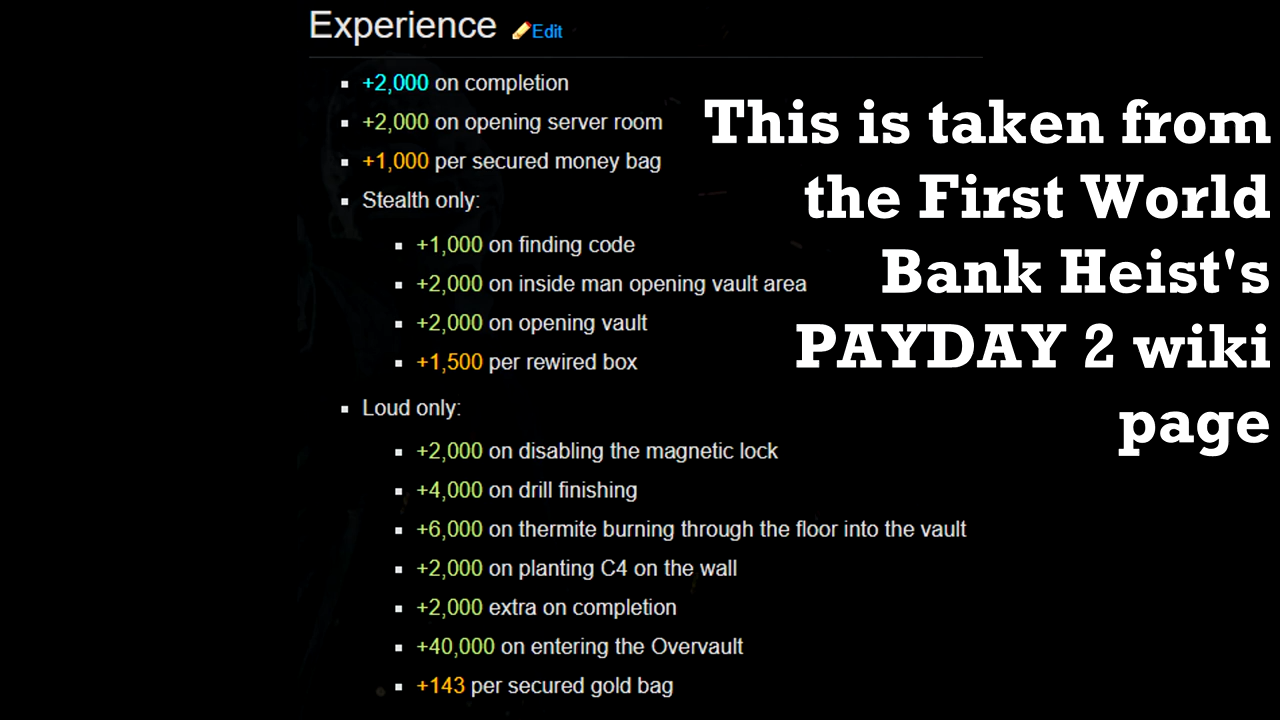 Experience Edit
+2,000 on completion
+2,000 on opening server room
+1,000 per secured money bag
Stealth only:
+1,000 on finding code
+2,000 on inside man opening vault area
+2,000 on opening vault
+1,500 per rewired box
Loud only:
+2,000 on disabling the magnetic lock
+4,000 on drill finishing
+6,000 on thermite burning through the floor into the vault
+2,000 on planting C4 on the wall
+2,000 extra on completion
+40,000 on entering the Overvault
+143 per secured gold bag
This is taken from
the First World
Bank Heist's
PAYDAY 2 wiki
page